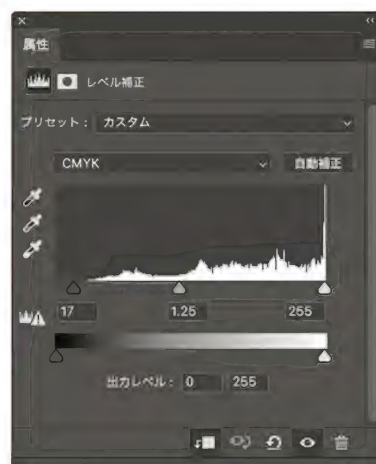 属性
レベル補正
プリセット： カスタム
CMYK 自動補正
17 1.25 255
出力レベル： 0 255